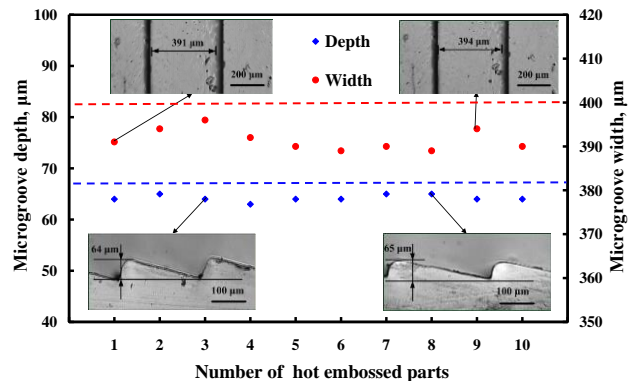 100
90
80
70
60
50
40
Microgroove depth, µm
420
410
400
390
380
370
360
350
Microgroove width, µm
391 µm
200 µm
Depth
Width
394 µm
200 µm
64 µm
100 µm
65 µm
100 µm
1 2 3 4 5 6 7 8 9 10
Number of hot embossed parts